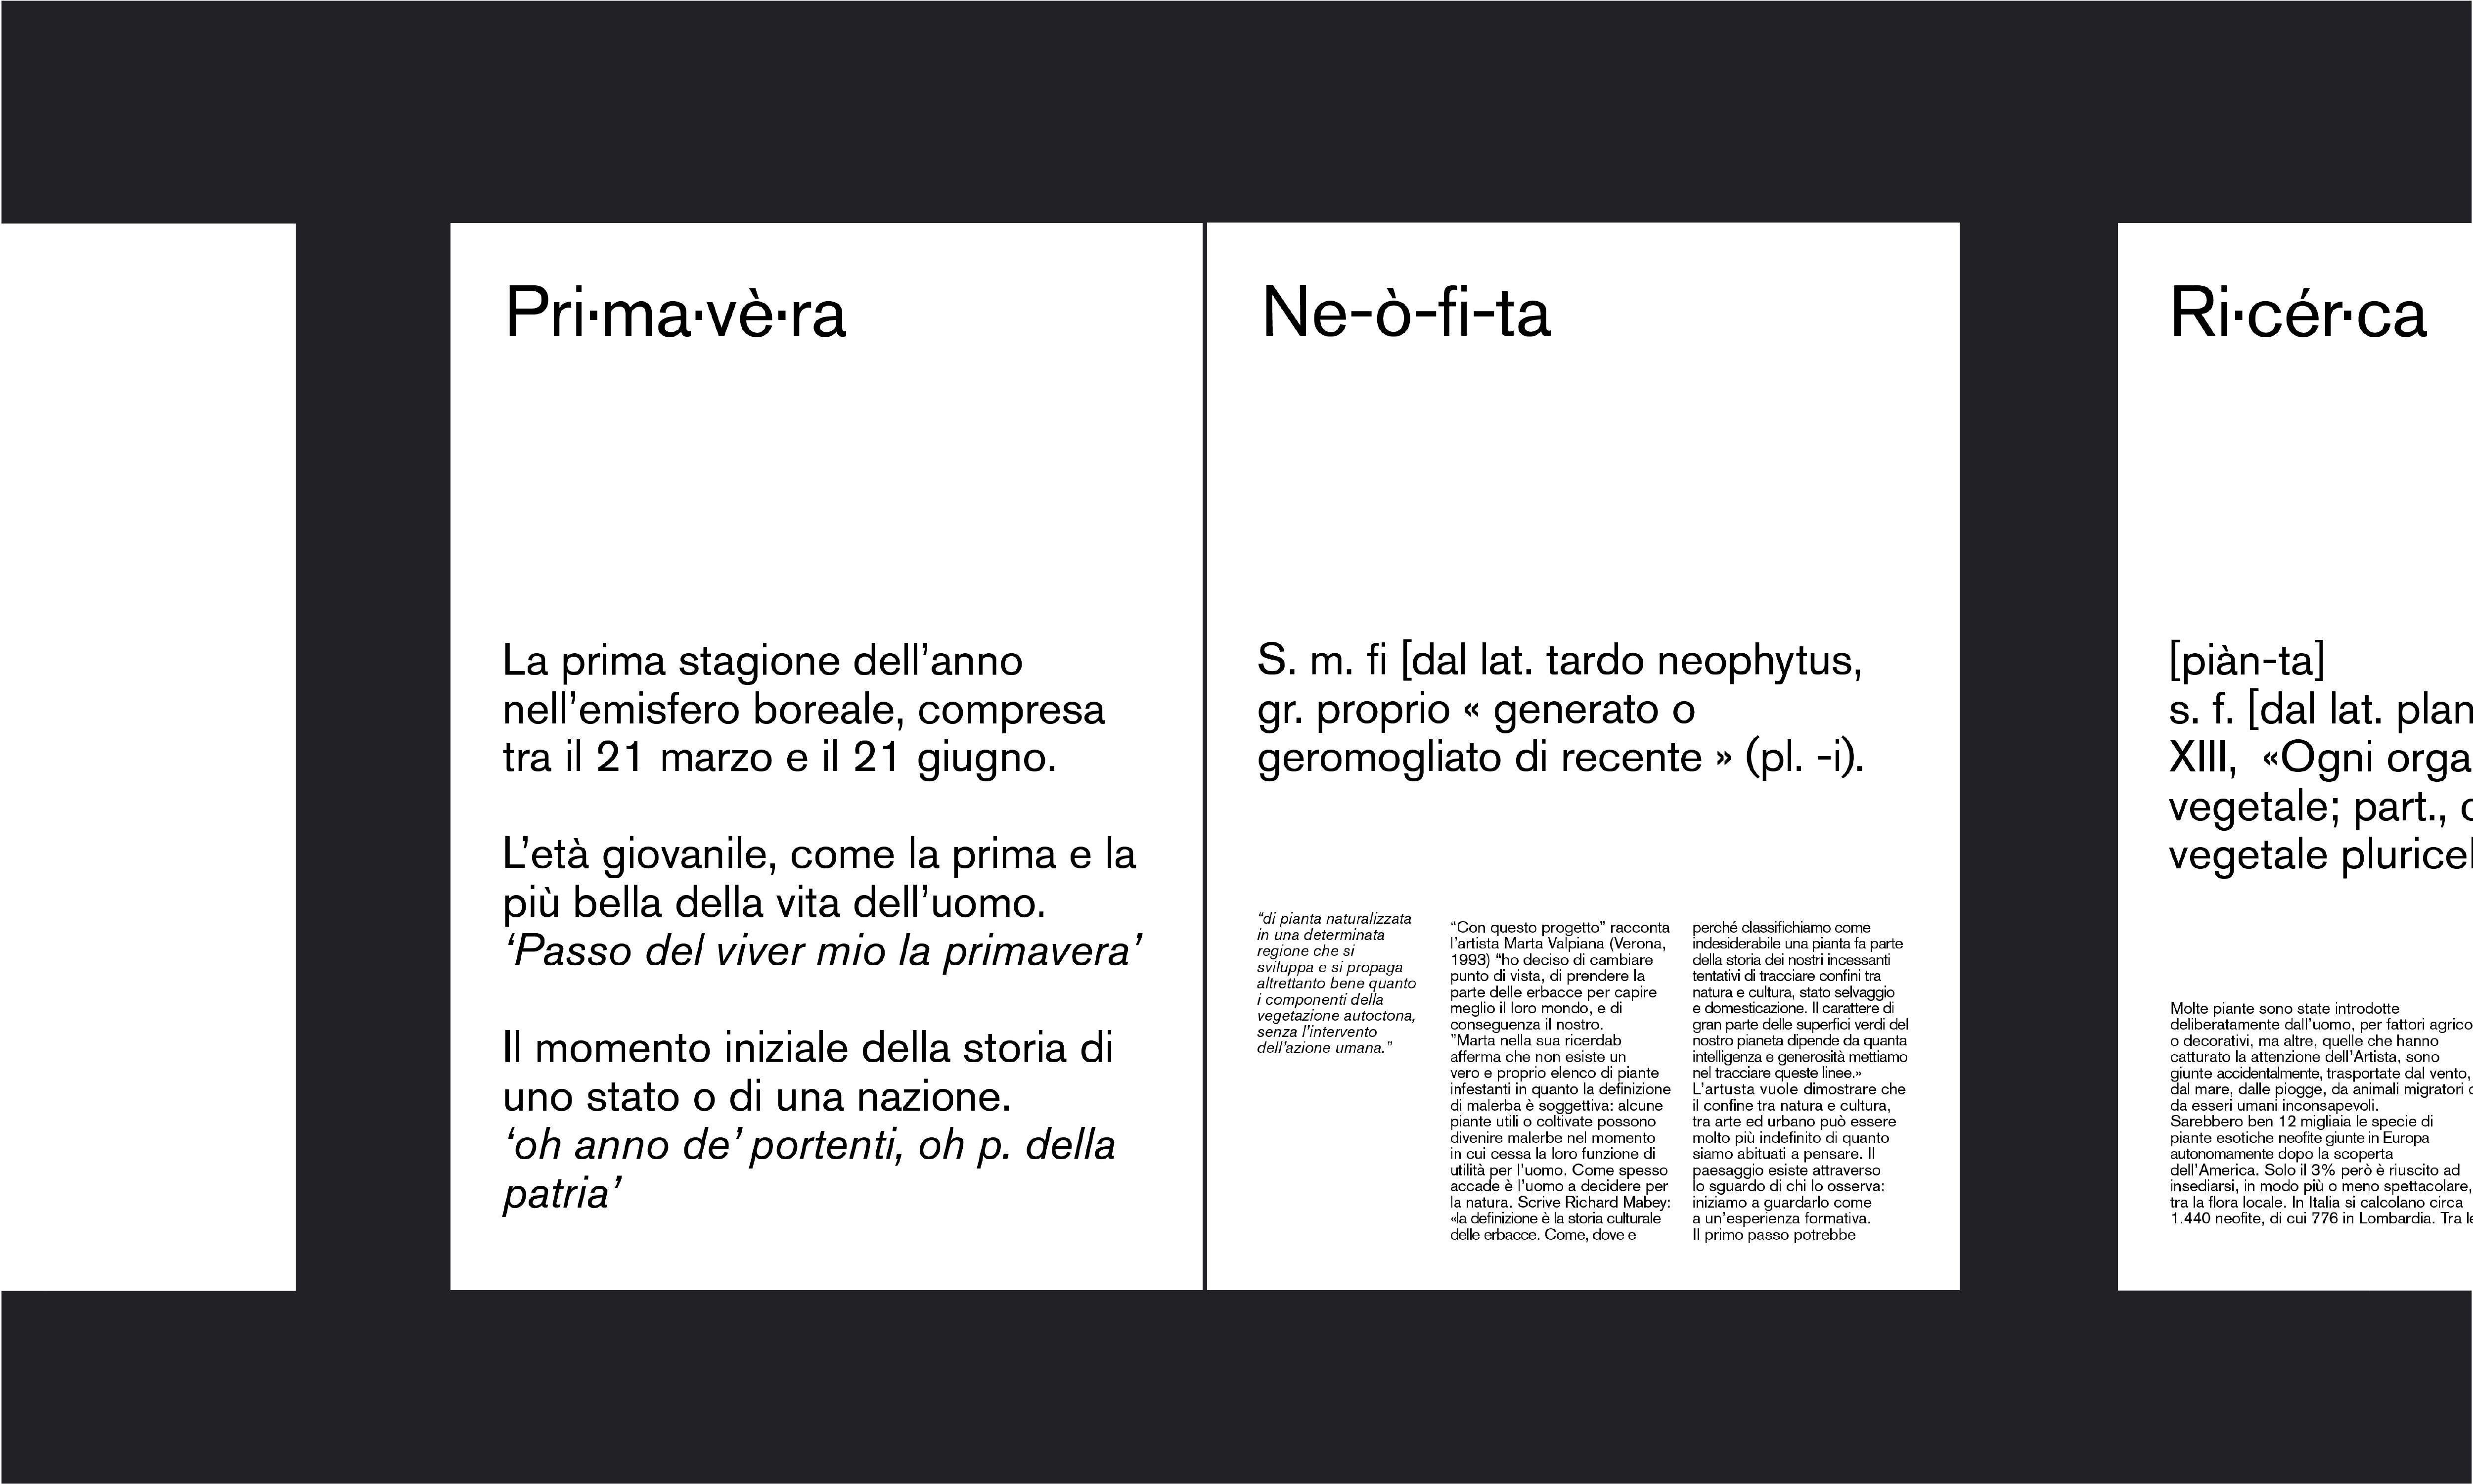 Pri·ma·vè·ra
La prima stagione dell’anno
nell’emisfero boreale, compresa
tra il 21 marzo e il 21 giugno.
L’età giovanile, come la prima e la
più bella della vita dell’uomo.
‘Passo del viver mio la primavera’
Il momento iniziale della storia di
uno stato o di una nazione.
‘oh anno de’ portenti, oh p. della
patria’
Ne-ò-fi-ta
S. m. fi [dal lat. tardo neophytus,
gr. proprio « generato o
geromogliato di recente » (pl. -i).
“di pianta naturalizzata
in una determinata
regione che si
sviluppa e si propaga
altrettanto bene quanto
i componenti della
vegetazione autoctona,
senza l’intervento
dell’azione umana.”
“Con questo progetto” racconta
l’artista Marta Valpiana (Verona,
1993) “ho deciso di cambiare
punto di vista, di prendere la
parte delle erbacce per capire
meglio il loro mondo, e di
conseguenza il nostro.
”Marta nella sua ricerdab
afferma che non esiste un
vero e proprio elenco di piante
infestanti in quanto la definizione
di malerba è soggettiva: alcune
piante utili o coltivate possono
divenire malerbe nel momento
in cui cessa la loro funzione di
utilità per l’uomo. Come spesso
accade è l’uomo a decidere per
la natura. Scrive Richard Mabey:
«la definizione è la storia culturale
delle erbacce. Come, dove e
perché classifichiamo come
indesiderabile una pianta fa parte
della storia dei nostri incessanti
tentativi di tracciare confini tra
natura e cultura, stato selvaggio
e domesticazione. Il carattere di
gran parte delle superfici verdi del
nostro pianeta dipende da quanta
intelligenza e generosità mettiamo
nel tracciare queste linee.»
L’artusta vuole dimostrare che
il confine tra natura e cultura,
tra arte ed urbano può essere
molto più indefinito di quanto
siamo abituati a pensare. Il
paesaggio esiste attraverso
lo sguardo di chi lo osserva:
iniziamo a guardarlo come
a un’esperienza formativa.
Il primo passo potrebbe
Ri·cér·ca
[piàn-ta]
s. f. [dal lat. plan
XIII, «Ogni orga
vegetale; part.,
vegetale pluricel
Molte piante sono state introdotte
deliberatamente dall’uomo, per fattori agrico
o decorativi, ma altre, quelle che hanno
catturato la attenzione dell’Artista, sono
giunte accidentalmente, trasportate dal vento,
dal mare, dalle piogge, da animali migratori
da esseri umani inconsapevoli.
Sarebbero ben 12 migliaia le specie di
piante esotiche neofite giunte in Europa
autonomamente dopo la scoperta
dell’America. Solo il 3% però è riuscito ad
insediarsi, in modo più o meno spettacolare,
tra la flora locale. In Italia si calcolano circa
1.440 neofite, di cui 776 in Lombardia. Tra le